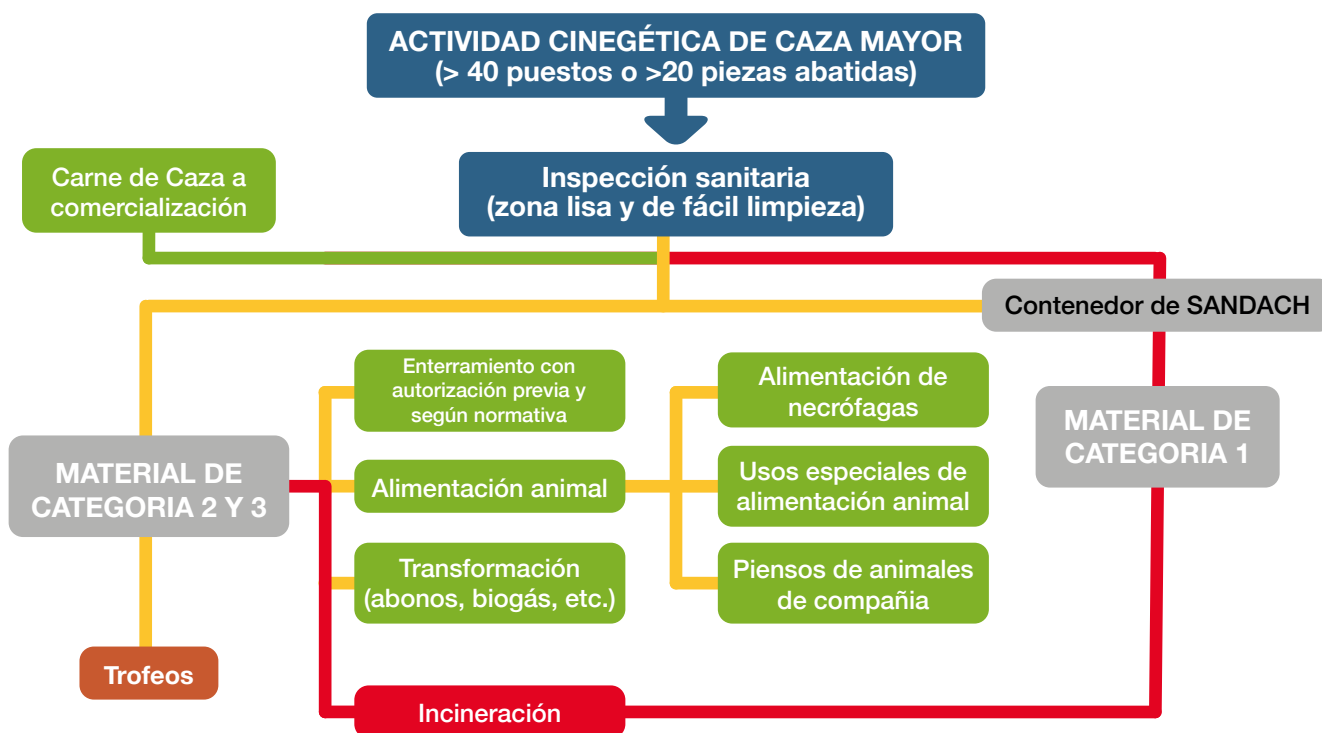 ACTIVIDAD CINEGÉTICA DE CAZA MAYOR
(> 40 puestos o >20 piezas abatidas)
Carne de Caza a
comercialización
Inspección sanitaria
(zona lisa y de fácil limpieza)
Contenedor de SANDACH
Enterramiento con
autorización previa y
según normativa
Alimentación de
necrófagas
MATERIAL DE
CATEGORIA 1
MATERIAL DE
CATEGORIA 2 Y 3
Alimentación animal
Usos especiales de
alimentación animal
Transformación
(abonos, biogás, etc.)
Piensos de animales
de compañia
Trofeos
Incineración